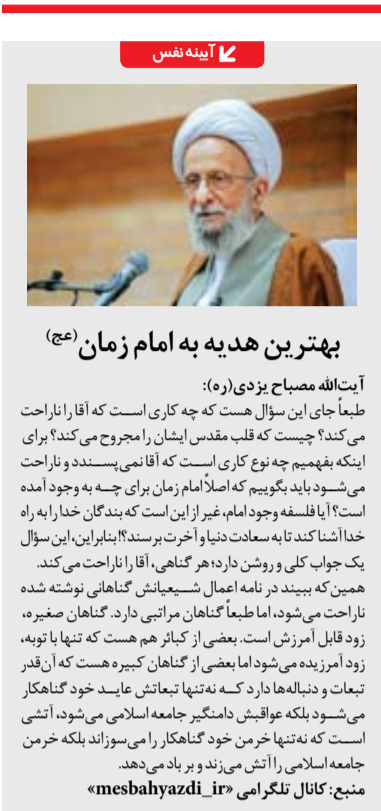 آیینه نفس
بهترین هدیه به امام زمان(عج)
آیت‌الله مصباح یزدی(ره):
طبعاً جای این سؤال هست که چه کاری است که آقا را ناراحت
می‌کند؟ چیست که قلب مقدس ایشان را مجروح می‌کند؟ برای
اینکه بفهمیم چه نوع کاری است که آقا نمی‌پسندد و ناراحت
می‌شود باید بگوییم که اصلاً امام زمان برای چه به وجود آمده
است؟ آیا فلسفه وجود امام، غیر از این است که بندگان خدا را به راه
خدا آشنا کند تا به سعادت دنیا و آخرت برسند؟! بنابراین، این سؤال
یک جواب کلی و روشن دارد؛ هر گناهی، آقا را ناراحت می‌کند.
همین‌که ببیند در نامه اعمال شیعیانش گناهانی نوشته شده
ناراحت می‌شود، اما طبعاً گناهان مراتبی دارد. گناهان صغیره،
زود قابل آمرزش است. بعضی از کبائر هم هست که تنها با توبه،
زود آمرزیده می‌شود اما بعضی از گناهان کبیره هست که آن‌قدر
تبعات و دنباله‌ها دارد که نه‌تنها تبعاتش عاید خود گناهکار
می‌شود بلکه عواقبش دامنگیر جامعه اسلامی می‌شود، آتشی
است که نه‌تنها خرمن خود گناهکار را می‌سوزاند بلکه خرمن
جامعه اسلامی را آتش می‌زند و بر باد می‌دهد.
منبع: کانال تلگرامی «mesbahyazdi_ir»